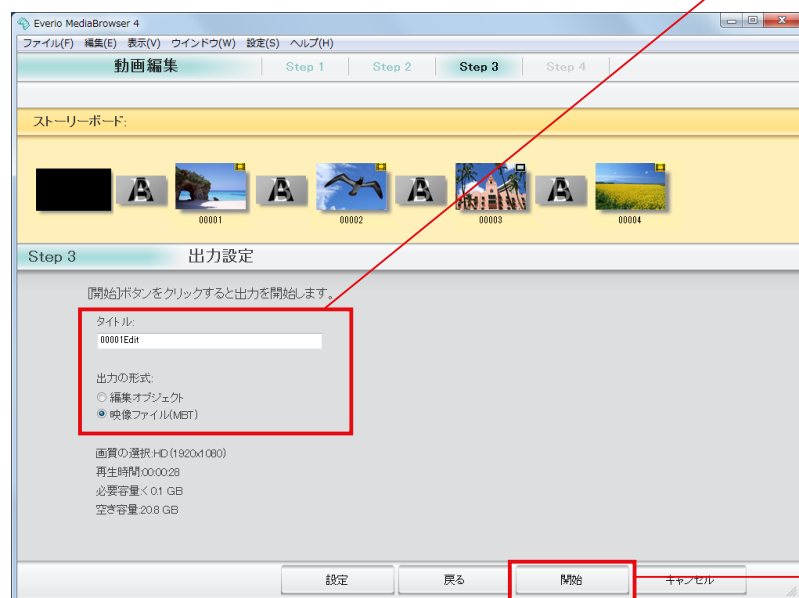 Everio MediaBrowser 4
ファイル(F) 編集(E) 表示(V) ウインドウ(W) 設定(S) ヘルプ(H)
動画編集 Step 1 Step 2 Step 3 Step 4
ストーリーボード:
A A A A
00001 00002 00003 00004
Step 3 出力設定
[開始]ボタンをクリックすると出力を開始します。
タイトル:
00001Edit
出力の形式:
編集オブジェクト
映像ファイル(MBT)
画質の選択:HD (1920x1080)
再生時間:00:00:28
必要容量:< 0.1 GB
空き容量:20.8 GB
設定 戻る 開始 キャンセル